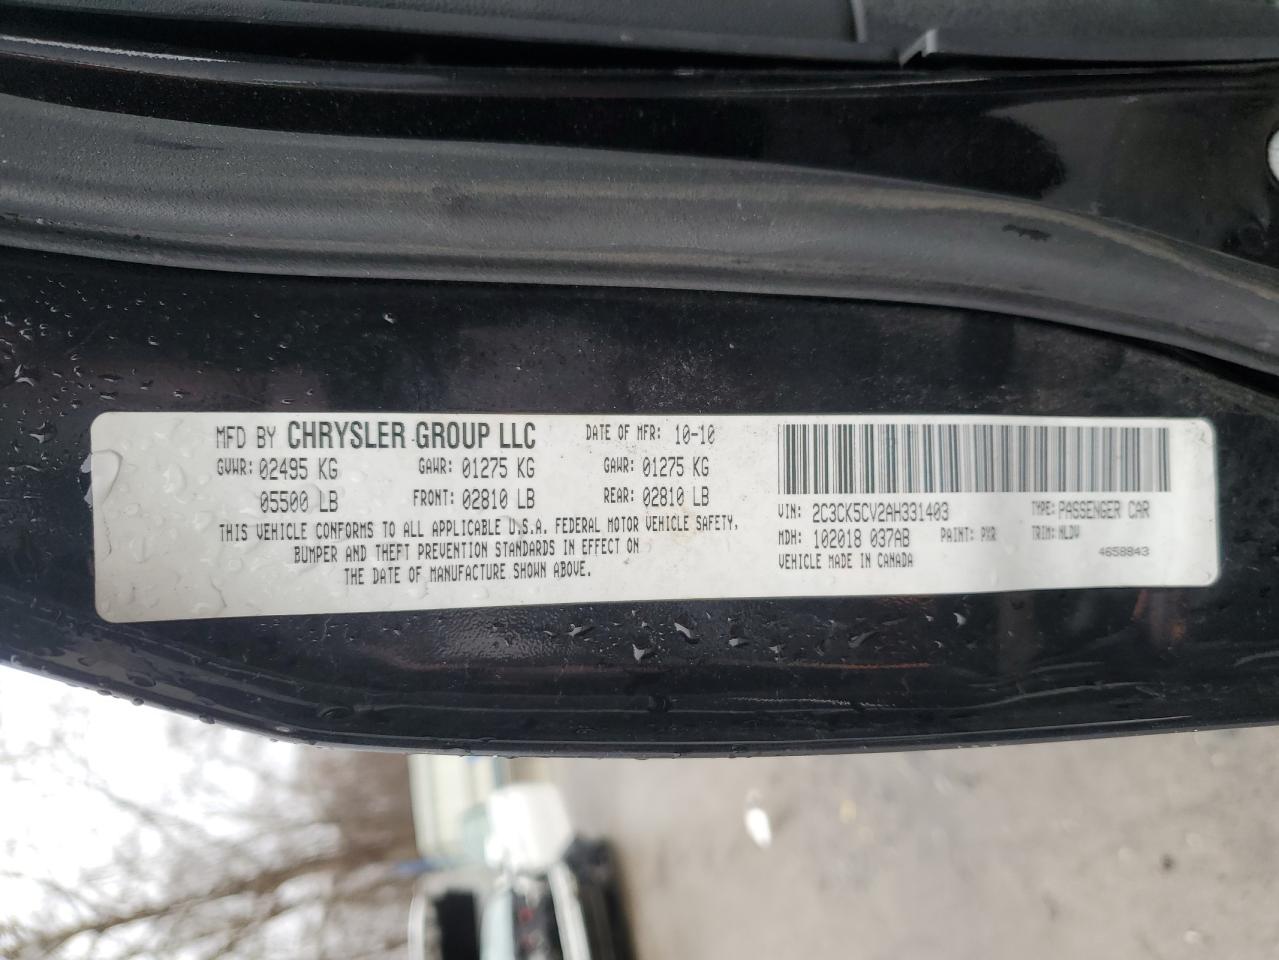 MFD BY CHRYSLER GROUP LLC DATE OF MFR: 10-10
GVWR: 02495 KG GAWR: 01275 KG GAWR: 01275 KG
05500 LB FRONT: 02810 LB REAR: 02810 LB
THIS VEHICLE CONFORMS TO ALL APPLICABLE U.S.A. FEDERAL MOTOR VEHICLE SAFETY,
BUMPER AND THEFT PREVENTION STANDARDS IN EFFECT ON
THE DATE OF MANUFACTURE SHOWN ABOVE.
VIN: 2C3CK5CV2AH331403 TYPE: PASSENGER CAR
MDH: 102018 037AB PAINT: PXR TRIM: MLDV
VEHICLE MADE IN CANADA 4658843